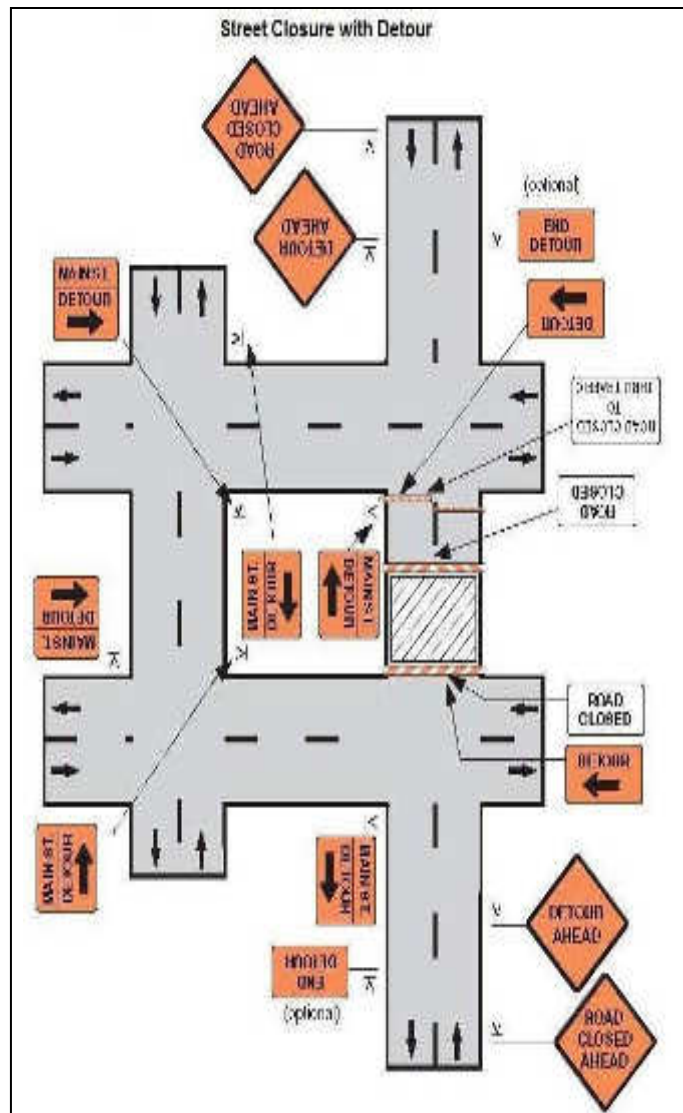 Street Closure with Detour
ROAD
CLOSED
AHEAD
DETOUR
AHEAD
(optional)
END
DETOUR
MAIN ST.
DETOUR
DETOUR
ROAD CLOSED
TO
THRU TRAFFIC
ROAD
CLOSED
MAIN ST.
DETOUR
MAIN ST.
DETOUR
MAIN ST.
DETOUR
ROAD
CLOSED
DETOUR
MAIN ST
DETOUR
MAIN ST.
DETOUR
DETOUR
AHEAD
END
DETOUR
(optional)
ROAD
CLOSED
AHEAD